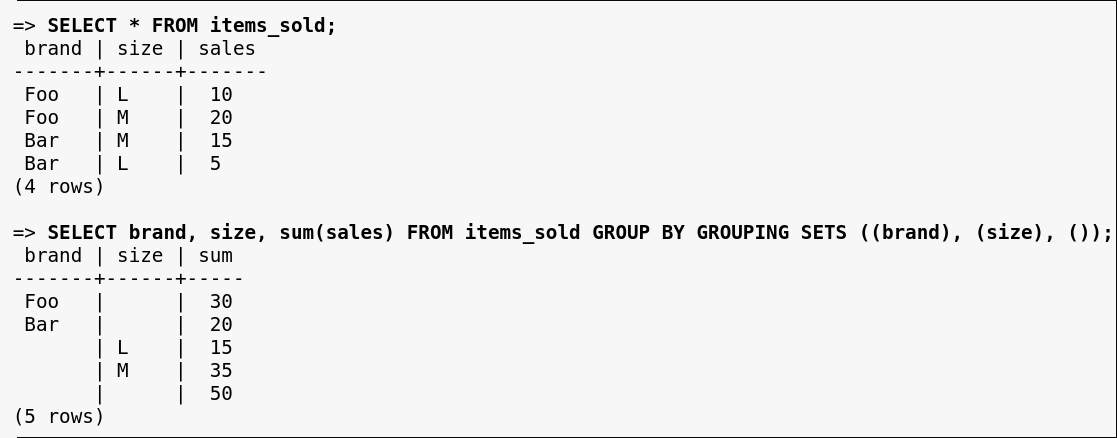 => SELECT * FROM items_sold;
 brand | size | sales
-------+------+-------
 Foo   | L    |  10
 Foo   | M    |  20
 Bar   | M    |  15
 Bar   | L    |  5
(4 rows)

=> SELECT brand, size, sum(sales) FROM items_sold GROUP BY GROUPING SETS ((brand), (size), ());
 brand | size | sum
-------+------+-----
 Foo   |      |  30
 Bar   |      |  20
       | L    |  15
       | M    |  35
       |      |  50
(5 rows)